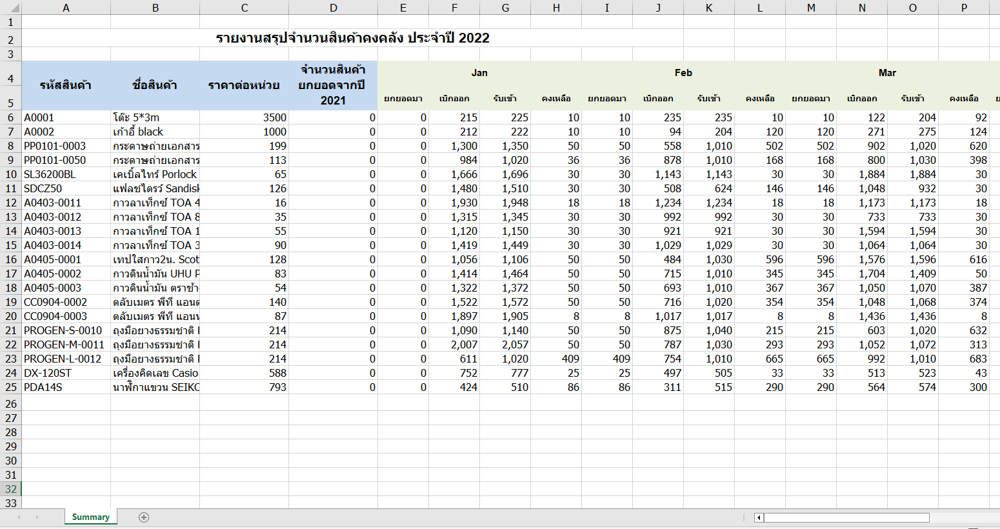 A B C D E F G H I J K L M N O P
1
2 รายงานสรุปจำนวนสินค้าคงคลัง ประจำปี 2022
3
4 รหัสสินค้า ชื่อสินค้า ราคาต่อหน่วย จำนวนสินค้า ยกยอดจากปี 2021 Jan Feb Mar
5 ยกยอดมา เบิกออก รับเข้า คงเหลือ ยกยอดมา เบิกออก รับเข้า คงเหลือ ยกยอดมา เบิกออก รับเข้า คงเหลือ
6 A0001 โต๊ะ 5*3m 3500 0 0 215 225 10 10 235 235 10 10 122 204 92
7 A0002 เก้าอี้ black 1000 0 0 212 222 10 10 94 204 120 120 271 275 124
8 PP0101-0003 กระดาษถ่ายเอกสาร 199 0 0 1,300 1,350 50 50 558 1,010 502 502 902 1,020 620
9 PP0101-0050 กระดาษถ่ายเอกสาร 113 0 0 984 1,020 36 36 878 1,010 168 168 800 1,030 398
10 SL36200BL เคเบิ้ลไทร์ Porlock 65 0 0 1,666 1,696 30 30 1,143 1,143 30 30 1,884 1,884 30
11 SDCZ50 แฟลชไดรว์ Sandisk 126 0 0 1,480 1,510 30 30 508 624 146 146 1,048 932 30
12 A0403-0011 กาวลาเท็กซ์ TOA 4 16 0 0 1,930 1,948 18 18 1,234 1,234 18 18 1,173 1,173 18
13 A0403-0012 กาวลาเท็กซ์ TOA 8 35 0 0 1,315 1,345 30 30 992 992 30 30 733 733 30
14 A0403-0013 กาวลาเท็กซ์ TOA 1 55 0 0 1,120 1,150 30 30 921 921 30 30 1,594 1,594 30
15 A0403-0014 กาวลาเท็กซ์ TOA 3 90 0 0 1,419 1,449 30 30 1,029 1,029 30 30 1,064 1,064 30
16 A0405-0001 เทปใสกาว2น. Scot 128 0 0 1,056 1,106 50 50 484 1,030 596 596 1,576 1,596 616
17 A0405-0002 กาวดินน้ำมัน UHU P 83 0 0 1,414 1,464 50 50 715 1,010 345 345 1,704 1,409 50
18 A0405-0003 กาวดินน้ำมัน ตราช้า 54 0 0 1,322 1,372 50 50 693 1,010 367 367 1,050 1,070 387
19 CC0904-0002 ตลับเมตร พีที แอนด 140 0 0 1,522 1,572 50 50 716 1,020 354 354 1,048 1,068 374
20 CC0904-0003 ตลับเมตร พีที แอน 87 0 0 1,897 1,905 8 8 1,017 1,017 8 8 1,436 1,436 8
21 PROGEN-S-0010 ถุงมือยางธรรมชาติ 214 0 0 1,090 1,140 50 50 875 1,040 215 215 603 1,020 632
22 PROGEN-M-0011 ถุงมือยางธรรมชาติ 214 0 0 2,007 2,057 50 50 787 1,030 293 293 1,052 1,072 313
23 PROGEN-L-0012 ถุงมือยางธรรมชาติ 214 0 0 611 1,020 409 409 754 1,010 665 665 992 1,010 683
24 DX-120ST เครื่องคิดเลข Casio 588 0 0 752 777 25 25 497 505 33 33 513 523 43
25 PDA14S นาฬิกาแขวน SEIKO 793 0 0 424 510 86 86 311 515 290 290 564 574 300
26
27
28
29
30
31
32
33
Summary